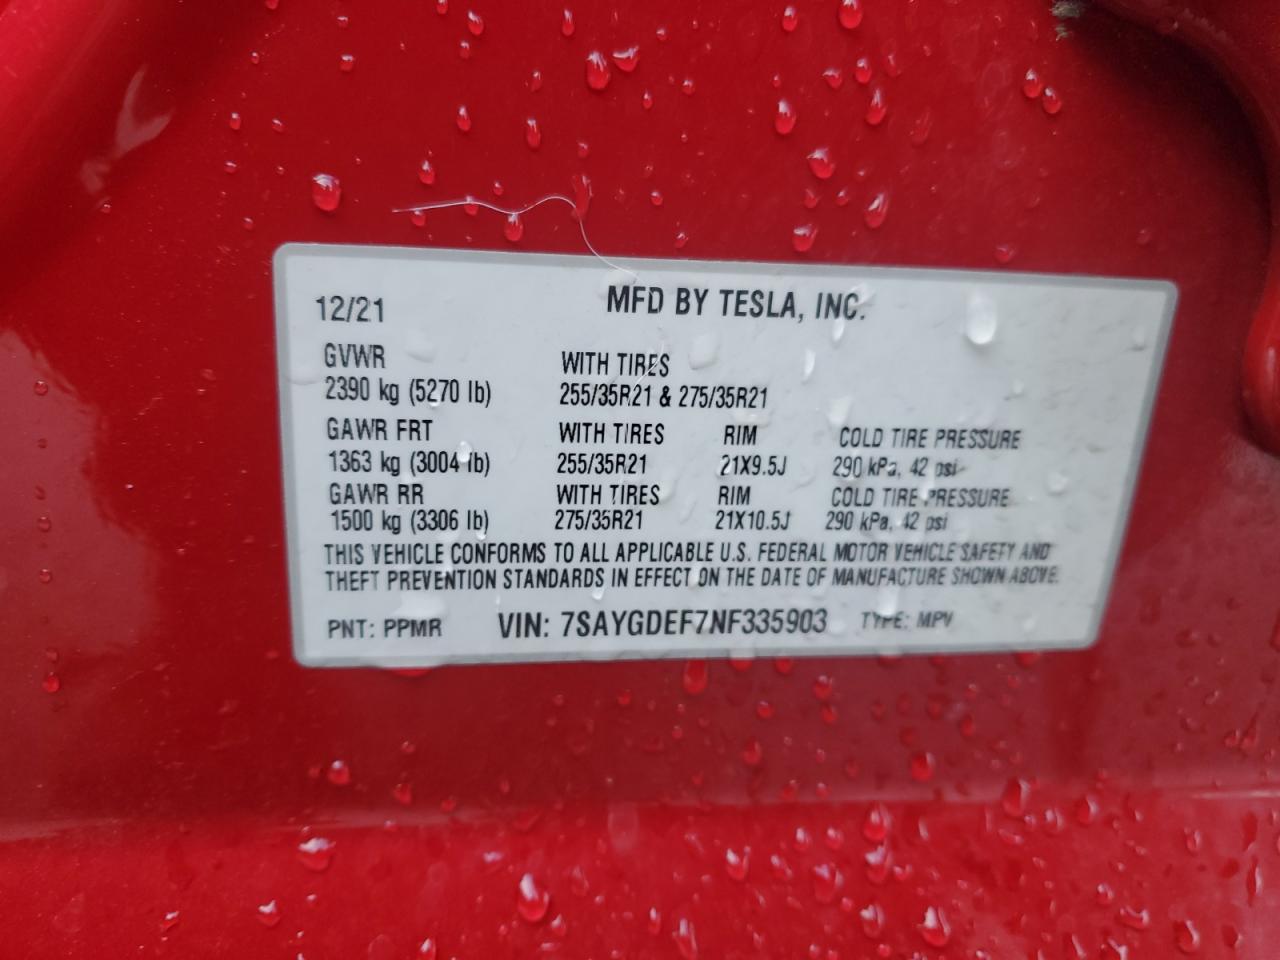 12/21 MFD BY TESLA, INC.
GVWR WITH TIRES
2390 kg (5270 lb) 255/35R21 & 275/35R21
GAWR FRT WITH TIRES RIM COLD TIRE PRESSURE
1363 kg (3004 lb) 255/35R21 21X9.5J 290 kPa, 42 psi
GAWR RR WITH TIRES RIM COLD TIRE PRESSURE
1500 kg (3306 lb) 275/35R21 21X10.5J 290 kPa, 42 psi
THIS VEHICLE CONFORMS TO ALL APPLICABLE U.S. FEDERAL MOTOR VEHICLE SAFETY AND
THEFT PREVENTION STANDARDS IN EFFECT ON THE DATE OF MANUFACTURE SHOWN ABOVE.
PNT: PPMR VIN: 7SAYGDEF7NF335903 TYPE: MPV